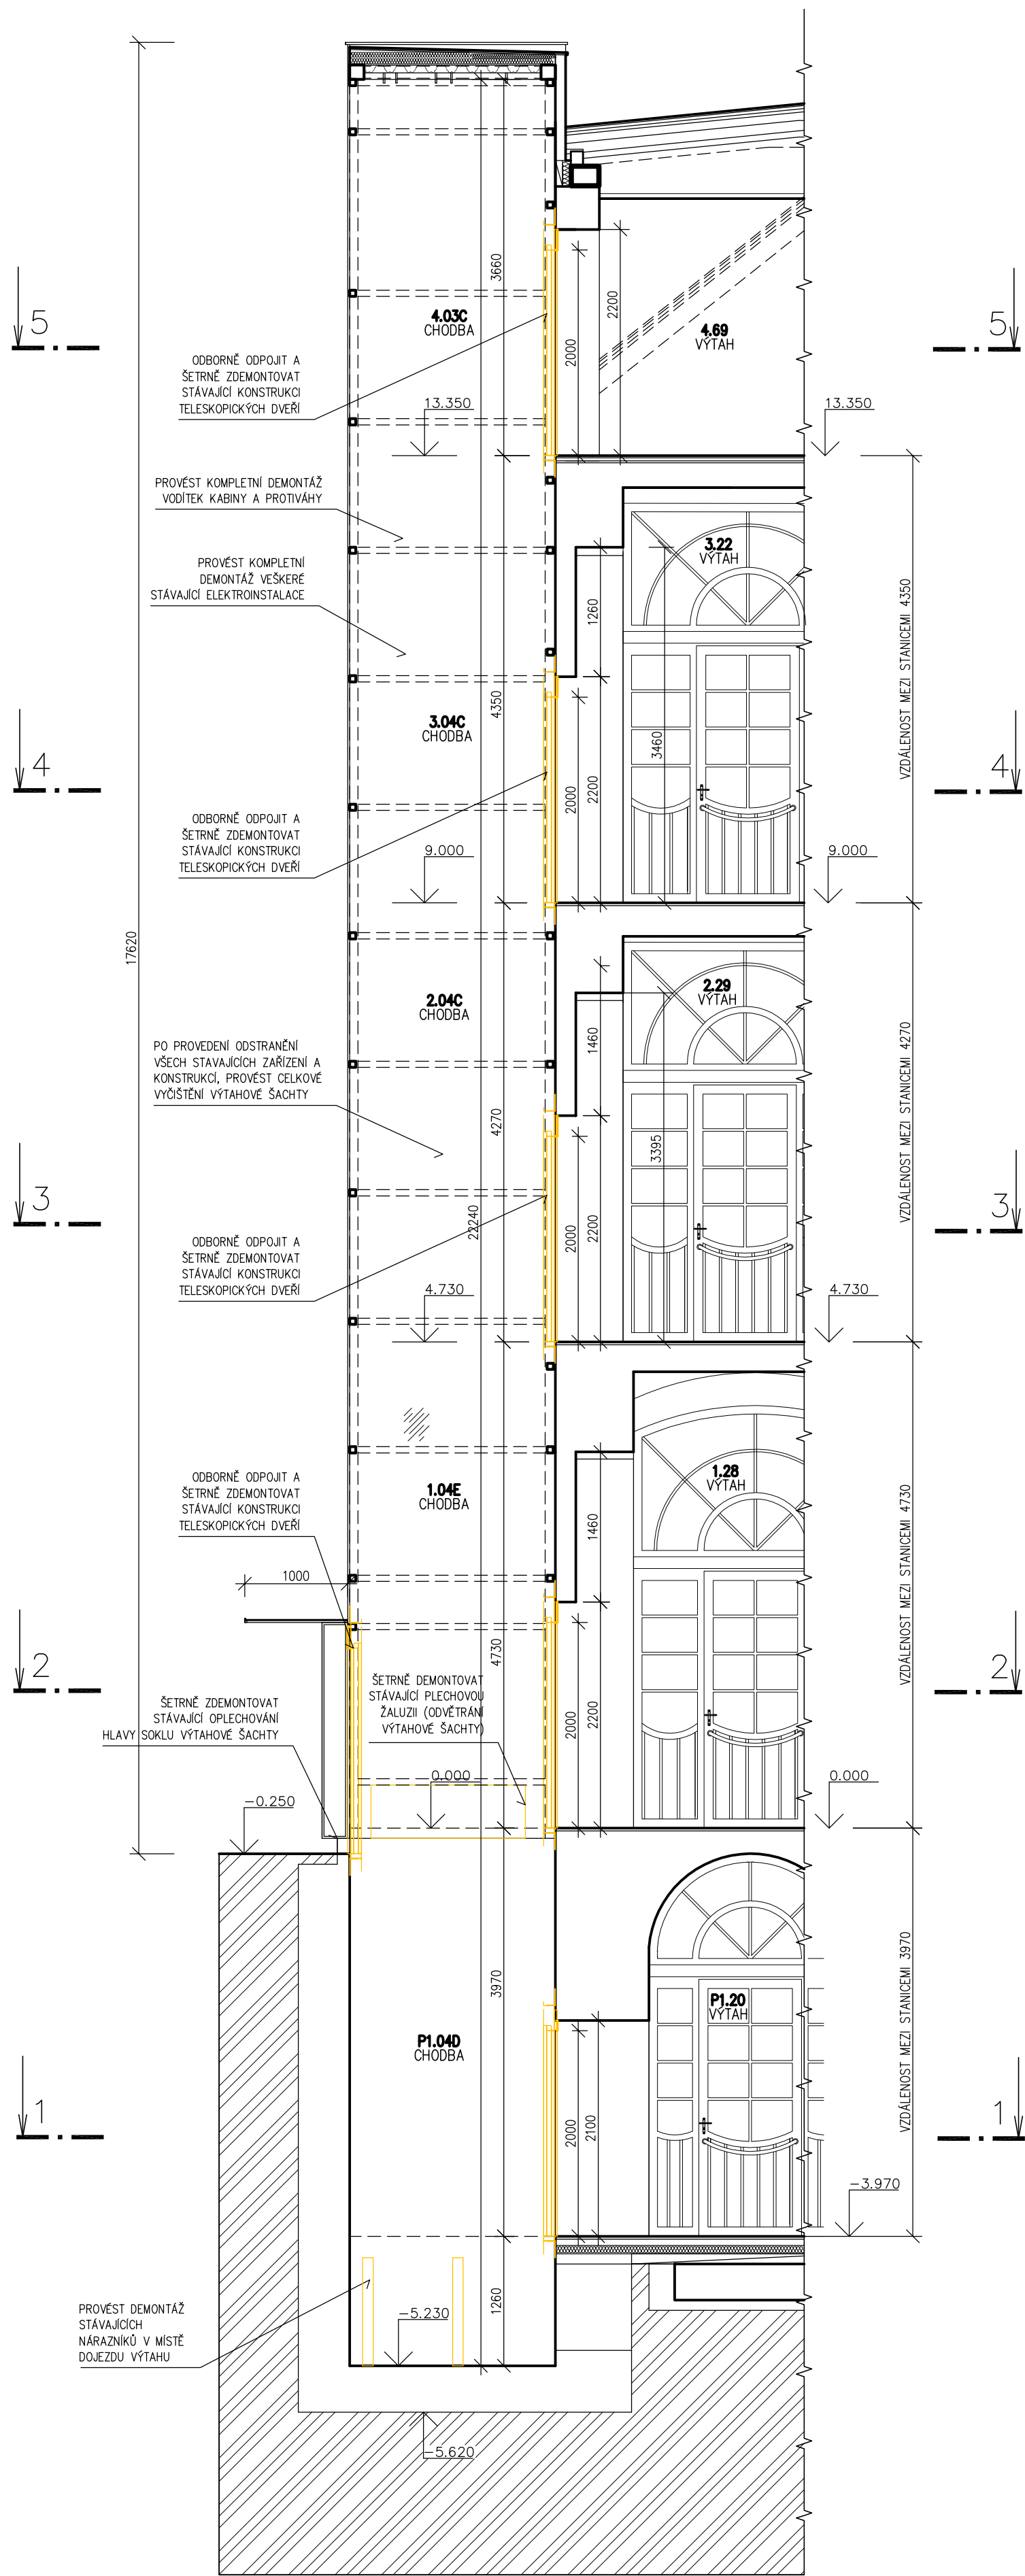 3660
2200
2000
5
5
4.03C
CHODBA
4.69
VÝTAH
ODBORNĚ ODPOJIT A
ŠETRNĚ ZDEMONTOVAT
STÁVAJÍCÍ KONSTRUKCI
TELESKOPICKÝCH DVEŘÍ
13.350
13.350
PROVÉST KOMPLETNÍ DEMONTÁŽ
VODÍTEK KABINY A PROTIVÁHY
3.22
VÝTAH
PROVÉST KOMPLETNÍ
DEMONTÁŽ VEŠKERÉ
STÁVAJÍCÍ ELEKTROINSTALACE
1260
VZDÁLENOST MEZI STANICEMI 4350
4350
3.04C
CHODBA
3460
4
4
2000
2200
ODBORNĚ ODPOJIT A
ŠETRNĚ ZDEMONTOVAT
STÁVAJÍCÍ KONSTRUKCI
TELESKOPICKÝCH DVEŘÍ
9.000
9.000
17620
2.04C
CHODBA
2.29
VÝTAH
1460
PO PROVEDENÍ ODSTRANĚNÍ
VŠECH STAVAJÍCÍCH ZAŘÍZENÍ A
KONSTRUKCÍ, PROVÉST CELKOVÉ
VYČIŠTĚNÍ VÝTAHOVÉ ŠACHTY
4270
3395
VZDÁLENOST MEZI STANICEMI 4270
3
3
22240
2000
2200
ODBORNĚ ODPOJIT A
ŠETRNĚ ZDEMONTOVAT
STÁVAJÍCÍ KONSTRUKCI
TELESKOPICKÝCH DVEŘÍ
4.730
4.730
1.28
VÝTAH
ODBORNĚ ODPOJIT A
ŠETRNĚ ZDEMONTOVAT
STÁVAJÍCÍ KONSTRUKCI
TELESKOPICKÝCH DVEŘÍ
1.04E
CHODBA
1460
VZDÁLENOST MEZI STANICEMI 4730
1000
4730
2
2
ŠETRNĚ DEMONTOVAT
STÁVAJÍCÍ PLECHOVOU
ŽALUZII (ODVĚTRÁNÍ
VÝTAHOVÉ ŠACHTY)
ŠETRNĚ ZDEMONTOVAT
STÁVAJÍCÍ OPLECHOVÁNÍ
HLAVY SOKLU VÝTAHOVÉ ŠACHTY
2000
2200
0.000
0.000
-0.250
3970
VZDÁLENOST MEZI STANICEMI 3970
P1.20
VÝTAH
P1.04D
CHODBA
1
1
2000
2100
-3.970
1260
PROVÉST DEMONTÁŽ
STÁVAJÍCÍCH
NÁRAZNÍKŮ V MÍSTĚ
DOJEZDU VÝTAHU
-5.230
-5.620